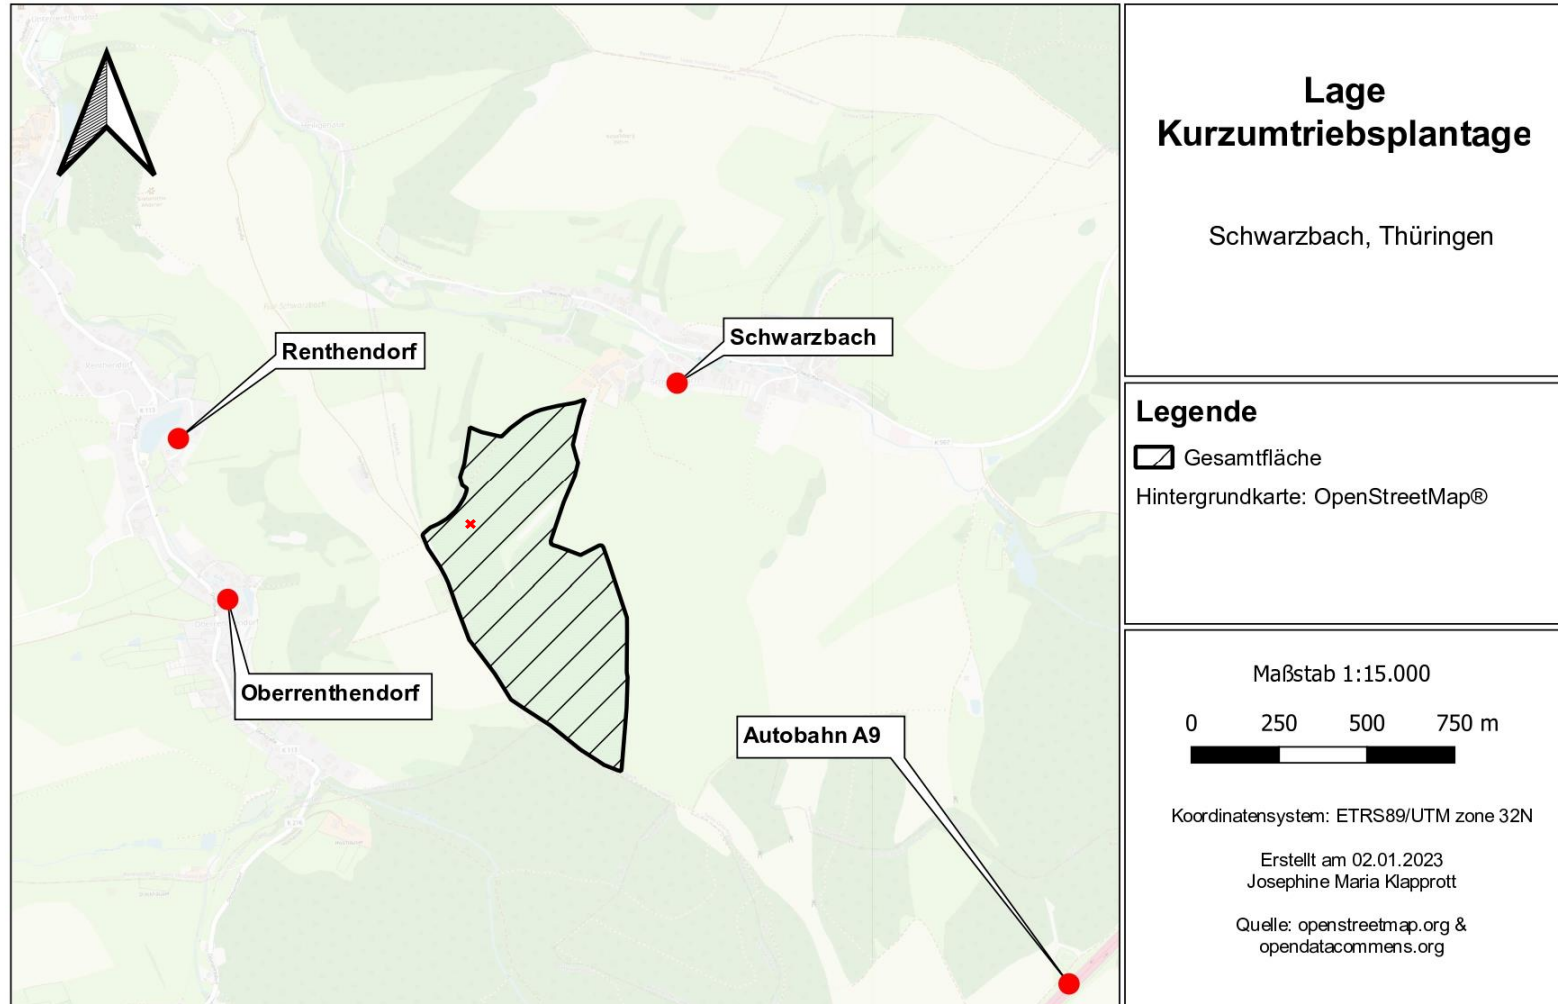 Lage
Kurzumtriebsplantage
Schwarzbach, Thüringen
Renthendorf
Schwarzbach
Oberrenthendorf
Autobahn A9
Legende
Gesamtfläche
Hintergrundkarte: OpenStreetMap®
Maßstab 1:15.000
0 250 500 750 m
Koordinatensystem: ETRS89/UTM zone 32N
Erstellt am 02.01.2023
Josephine Maria Klapprott
Quelle: openstreetmap.org &
opendatacommens.org